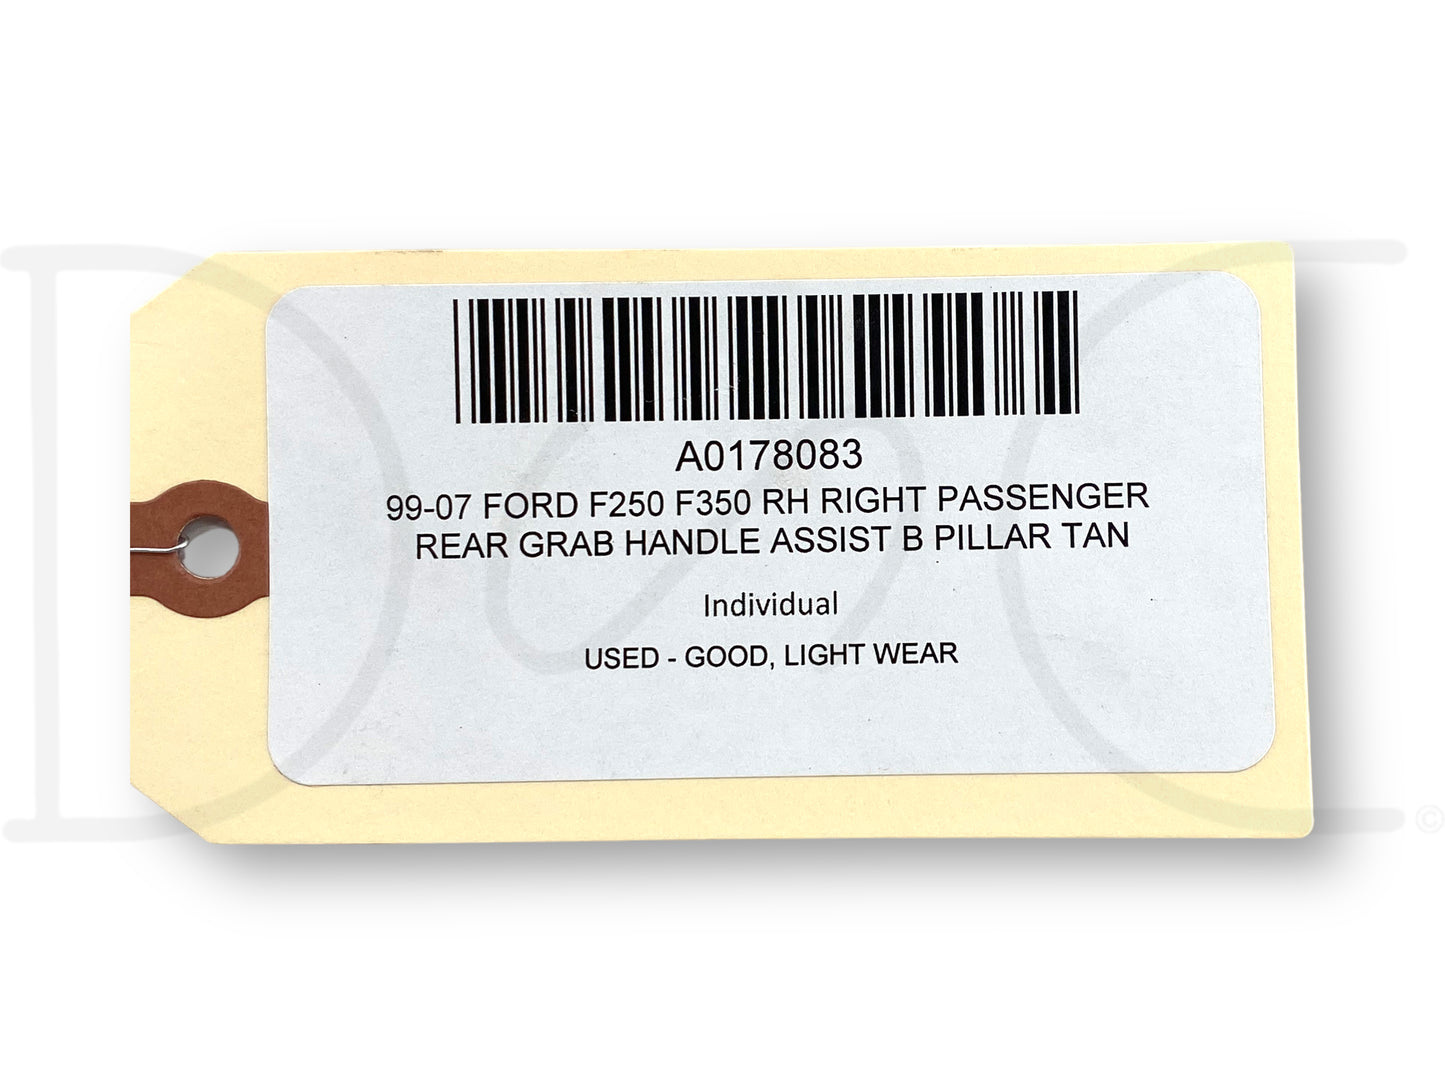 A0178083
99-07 FORD F250 F350 RH RIGHT PASSENGER
REAR GRAB HANDLE ASSIST B PILLAR TAN
Individual
USED - GOOD, LIGHT WEAR
©